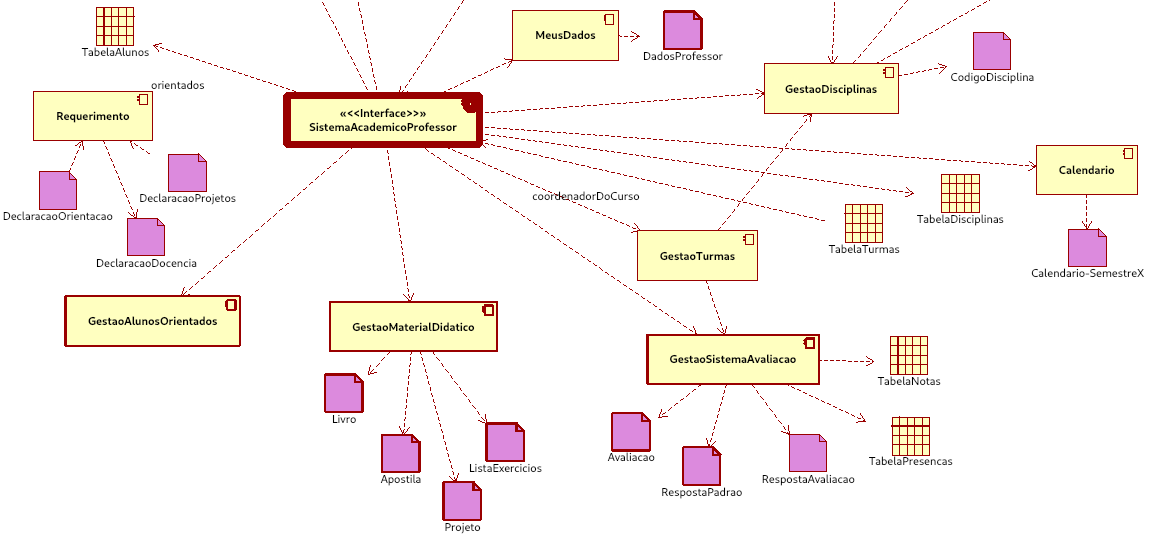 MeusDados
TabelaAlunos
DadosProfessor
CodigoDisciplina
orientados
GestaoDisciplinas
Requerimento
«<<Interface>>»
SistemaAcademicoProfessor
Calendario
DeclaracaoProjetos
coordenadorDoCurso
DeclaracaoOrientacao
TabelaDisciplinas
TabelaTurmas
DeclaracaoDocencia
GestaoTurmas
Calendario-SemestreX
GestaoAlunosOrientados
GestaoMaterialDidatico
GestaoSistemaAvaliacao
TabelaNotas
Livro
Avaliacao
TabelaPresencas
ListaExercicios
Apostila
RespostaAvaliacao
RespostaPadrao
Projeto